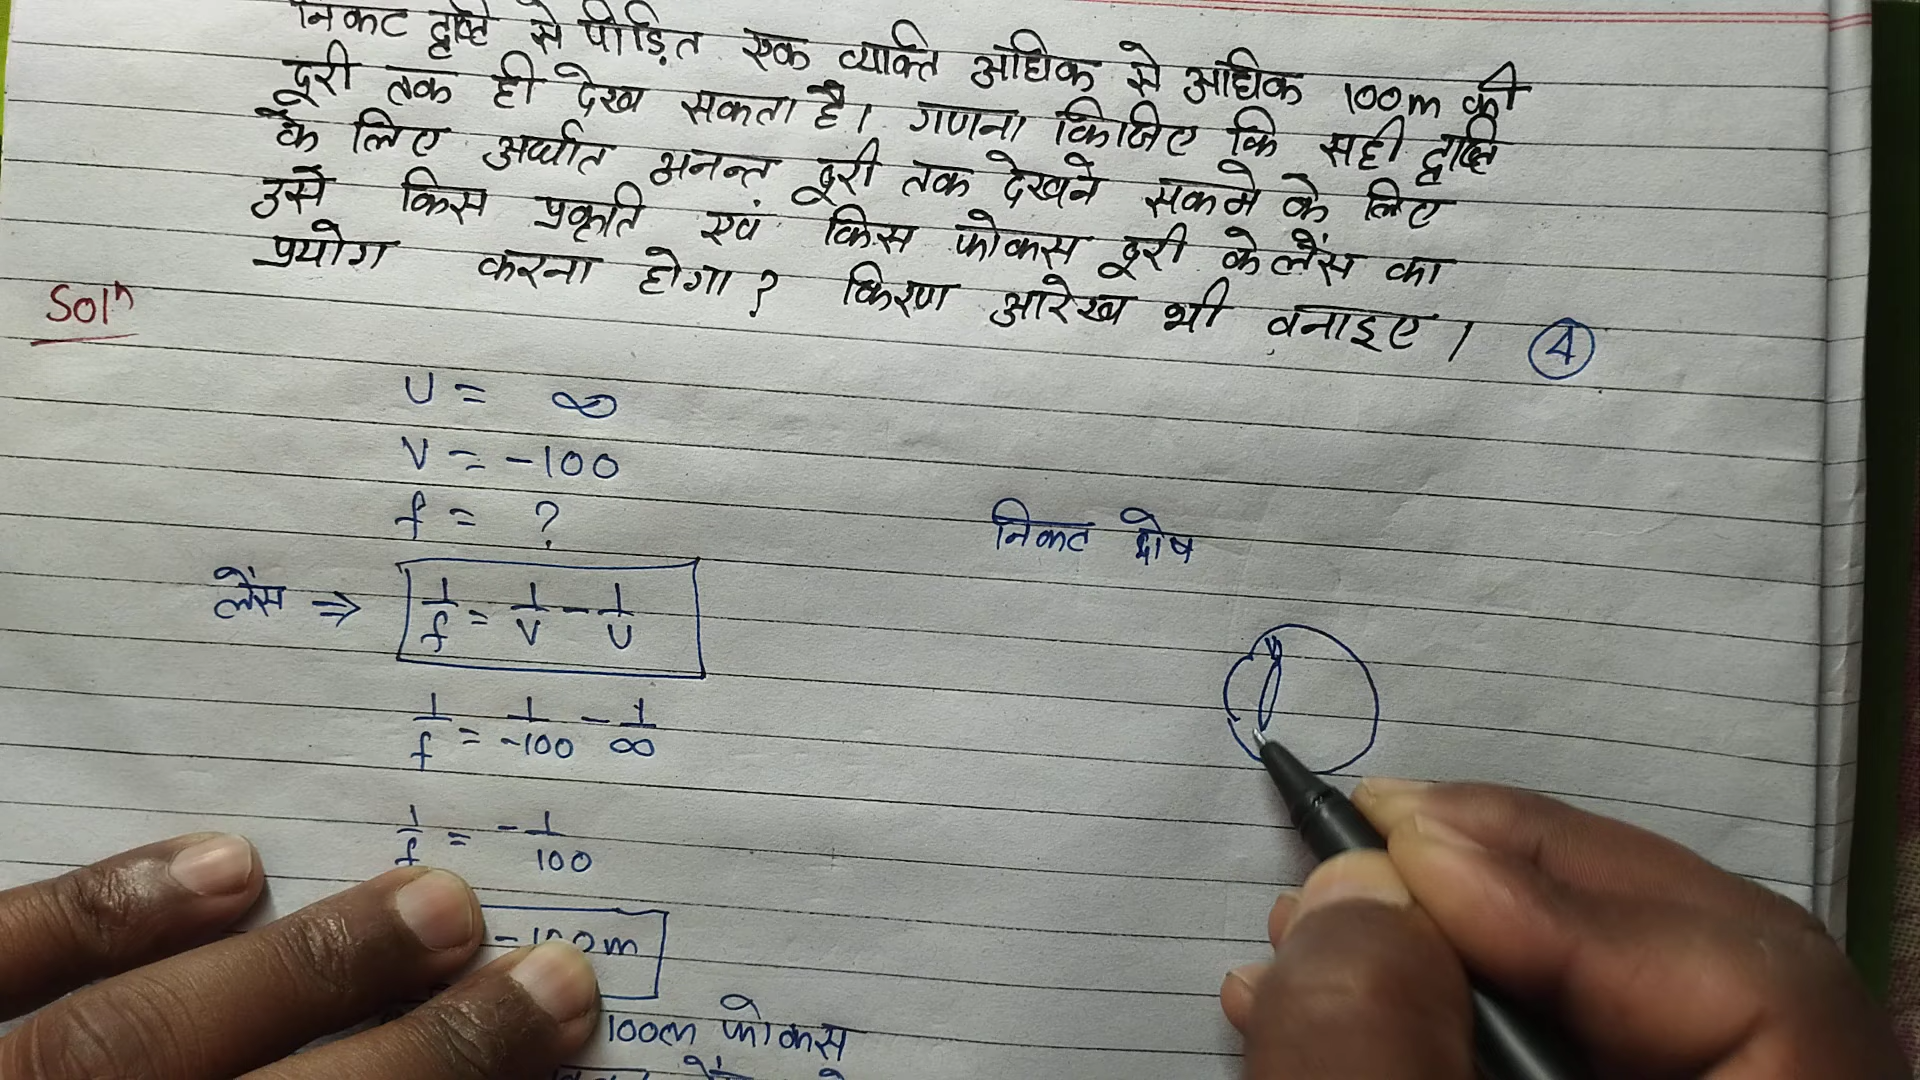 निकट दृष्टि से पीड़ित एक व्यक्ति अधिक से अधिक 100m की
दूरी तक ही देख सकता है। गणना किजिए कि सही दृष्टि
के लिए अर्थात अनन्त दूरी तक देखने सकने के लिए
उसे किस प्रकृति एवं किस फोकस दूरी के लेंस का
प्रयोग करना होगा? किरण आरेख भी बनाइए। 4
Solⁿ
U = ∞
V = -100
f = ?
निकट दोष
लेंस ⇒ 1/f = 1/V - 1/U
1/f = 1/-100 - 1/∞
1/f = -1/100
-100m
100m फोकस